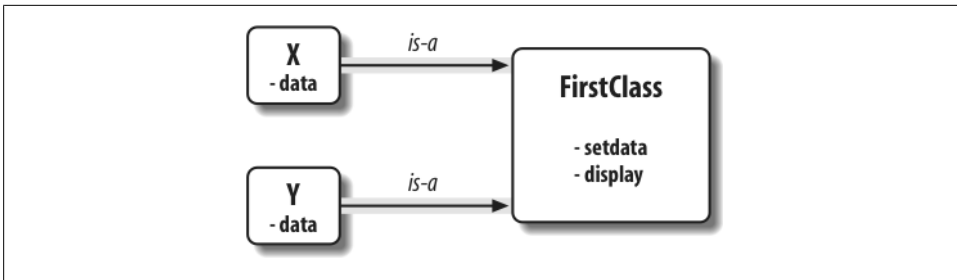 X
- data
is-a
FirstClass
- setdata
- display
Y
- data
is-a